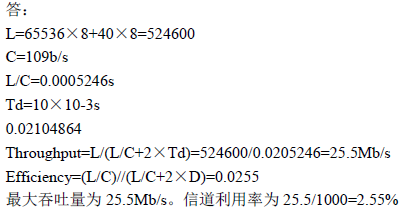 答：
L=65536×8+40×8=524600
C=109b/s
L/C=0.0005246s
Td=10×10-3s
0.02104864
Throughput=L/(L/C+2×Td)=524600/0.0205246=25.5Mb/s
Efficiency=(L/C)//(L/C+2×D)=0.0255
最大吞吐量为 25.5Mb/s。信道利用率为 25.5/1000=2.55%